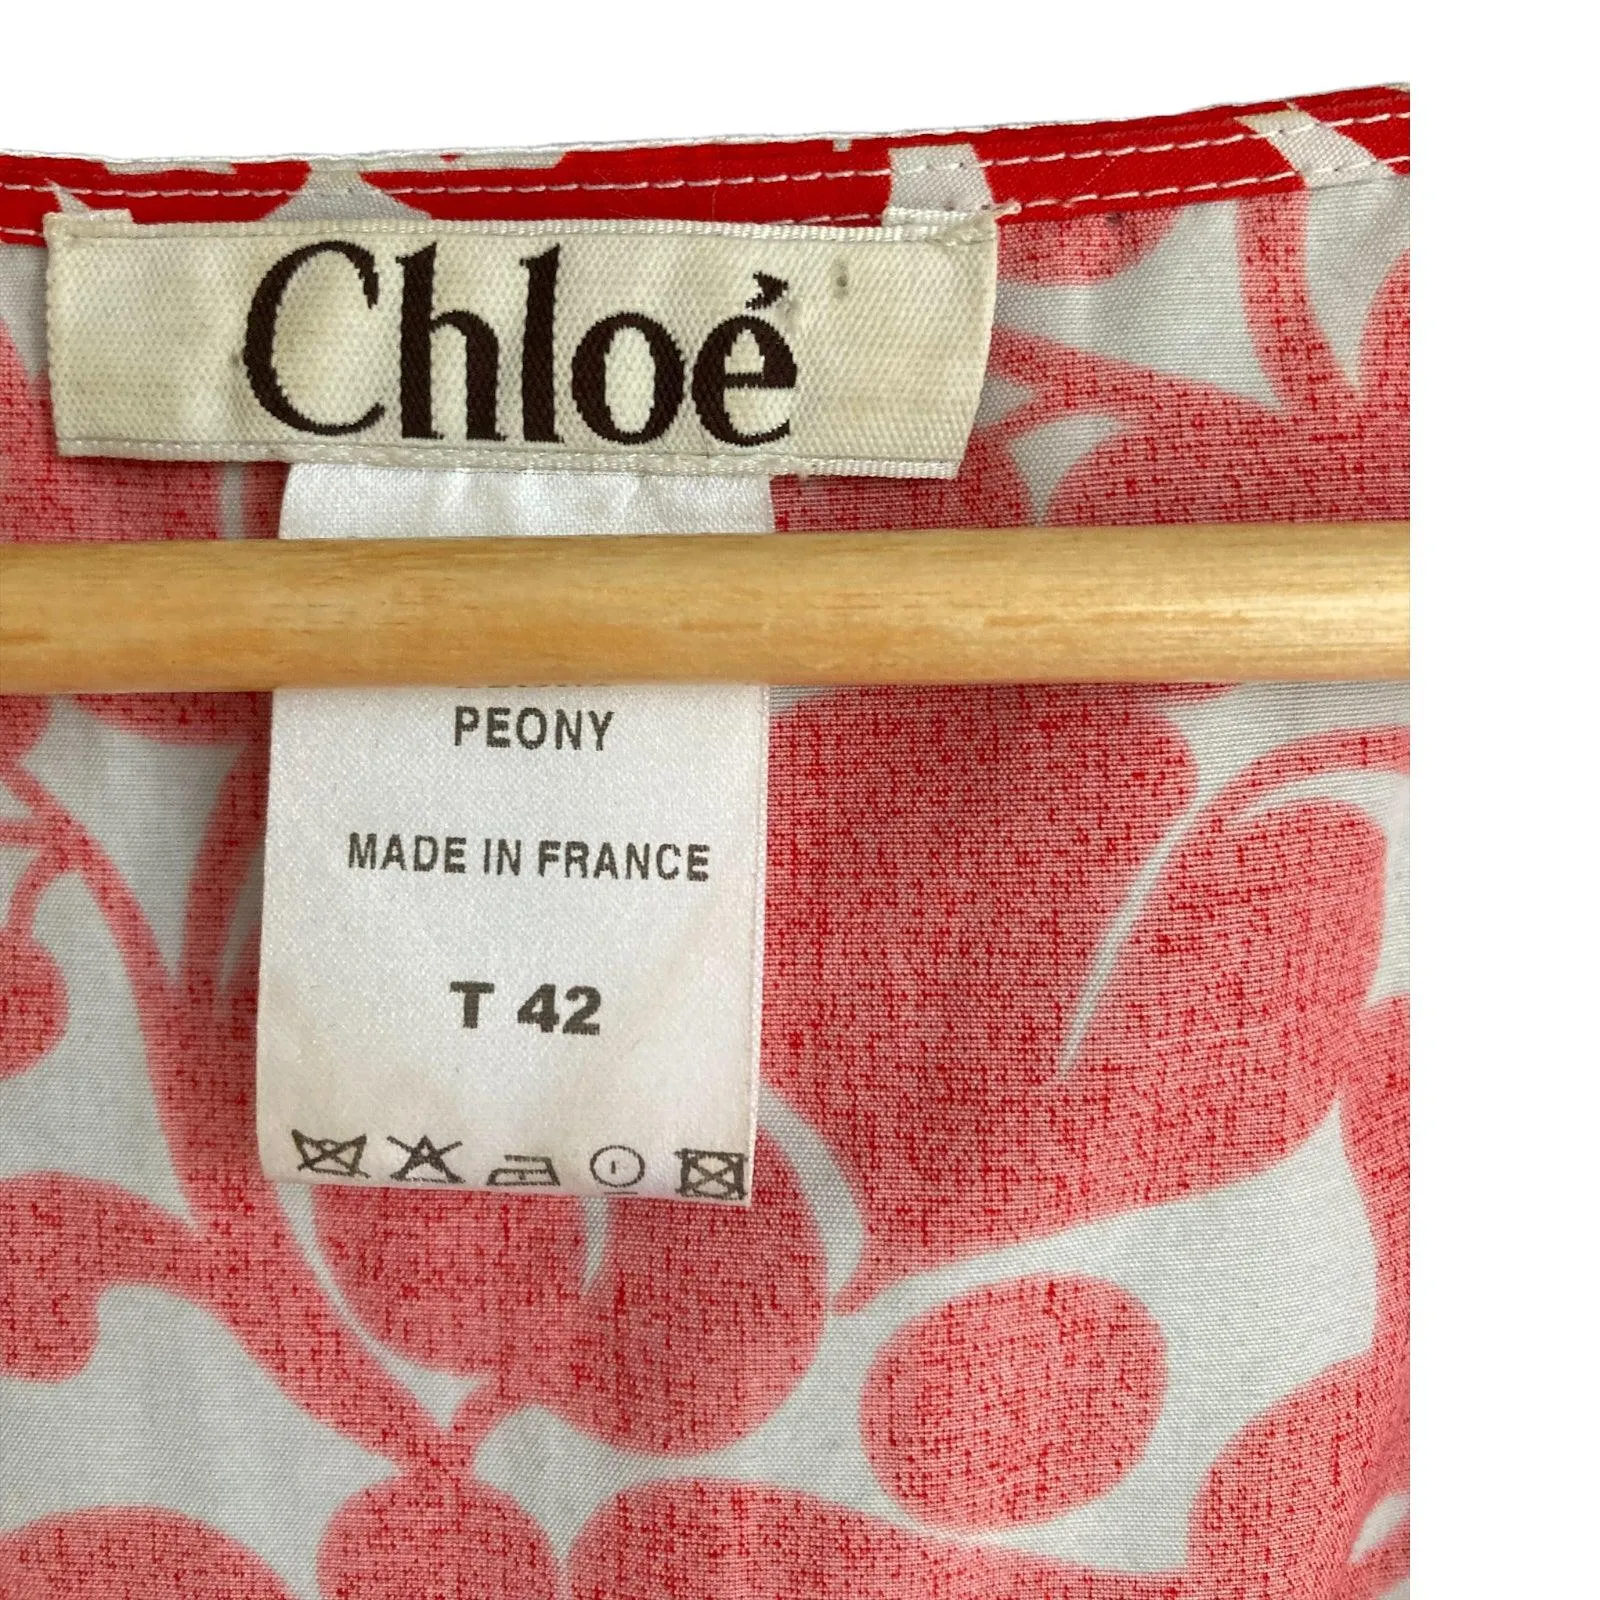 Chloé
PEONY
MADE IN FRANCE
T 42